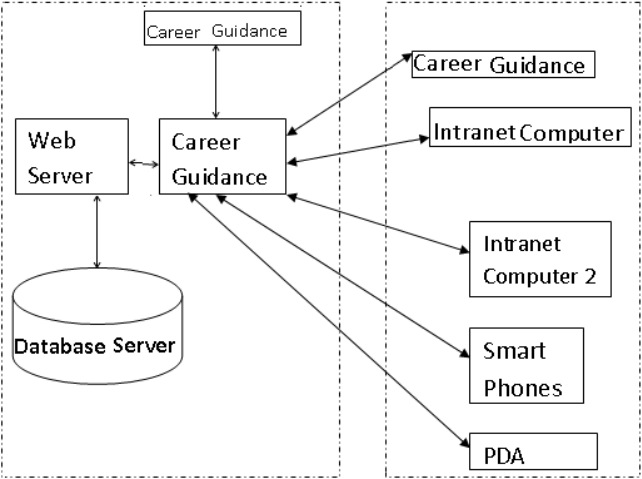 Career Guidance
Web
Server
Career
Guidance
Database Server
Career Guidance
Intranet Computer
Intranet
Computer 2
Smart
Phones
PDA